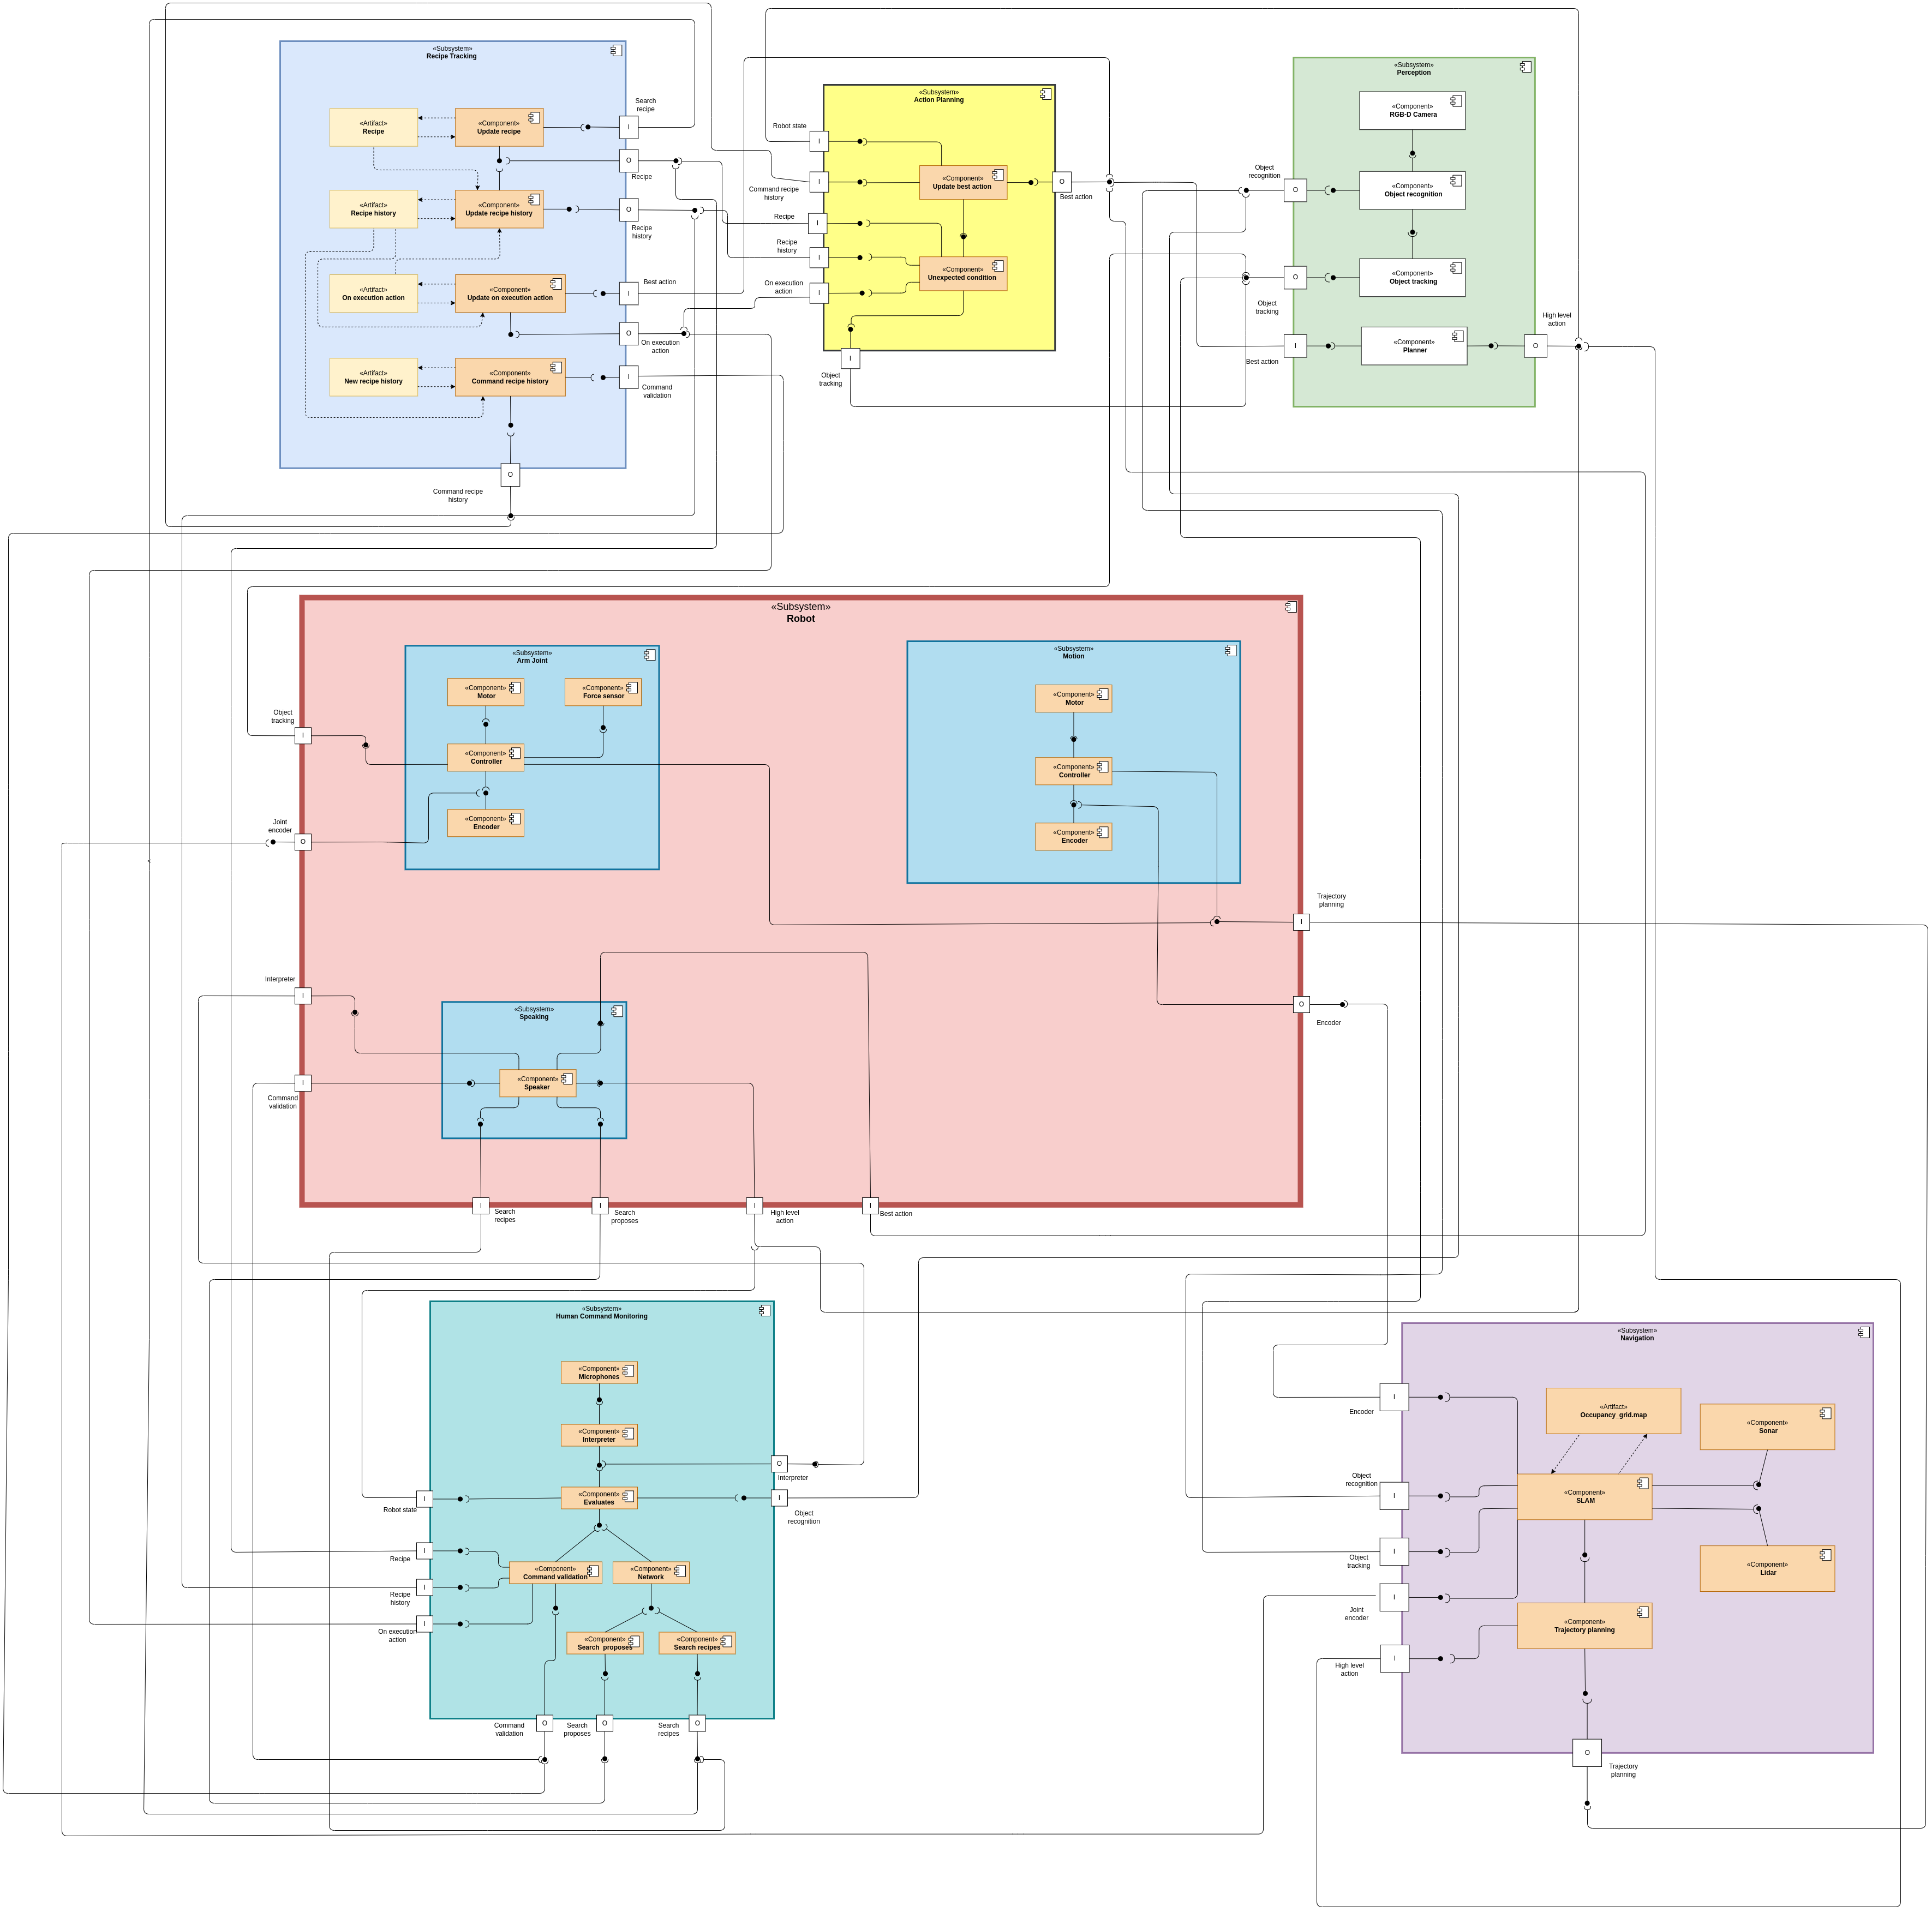 «Subsystem»
Recipe Tracking
«Artifact»
Recipe
«Component»
Update recipe
«Artifact»
Recipe history
«Component»
Update recipe history
«Artifact»
On execution action
«Component»
Update on execution action
«Artifact»
New recipe history
«Component»
Command recipe history
Search
recipe
I
O
Recipe
O
Recipe
history
Best action
I
O
On execution
action
I
Command
validation
O
Command recipe
history
«Subsystem»
Action Planning
Robot state
I
Command recipe
history
I
Recipe
I
Recipe
history
I
On execution
action
I
«Component»
Update best action
«Component»
Unexpected condition
O
Best action
I
Object
tracking
«Subsystem»
Perception
«Component»
RGB-D Camera
«Component»
Object recognition
«Component»
Object tracking
«Component»
Planner
Object
recognition
O
O
Object
tracking
I
Best action
High level
action
O
«Subsystem»
Robot
«Subsystem»
Arm Joint
«Component»
Motor
«Component»
Force sensor
«Component»
Controller
«Component»
Encoder
«Subsystem»
Motion
«Component»
Motor
«Component»
Controller
«Component»
Encoder
Object
tracking
I
Joint
encoder
O
Interpreter
I
I
Command
validation
Trajectory
planning
I
O
Encoder
«Subsystem»
Speaking
«Component»
Speaker
I
Search
recipes
I
Search
proposes
I
High level
action
I
Best action
«Subsystem»
Human Command Monitoring
«Component»
Microphones
«Component»
Interpreter
«Component»
Evaluates
«Component»
Command validation
«Component»
Network
«Component»
Search proposes
«Component»
Search recipes
O
Interpreter
I
Object
recognition
I
Robot state
I
Recipe
I
Recipe
history
I
On execution
action
Command
validation
O
Search
proposes
O
Search
recipes
O
«Subsystem»
Navigation
«Artifact»
Occupancy_grid.map
«Component»
Sonar
«Component»
SLAM
«Component»
Lidar
«Component»
Trajectory planning
I
Encoder
Object
recognition
I
I
Object
tracking
I
Joint
encoder
I
High level
action
O
Trajectory
planning